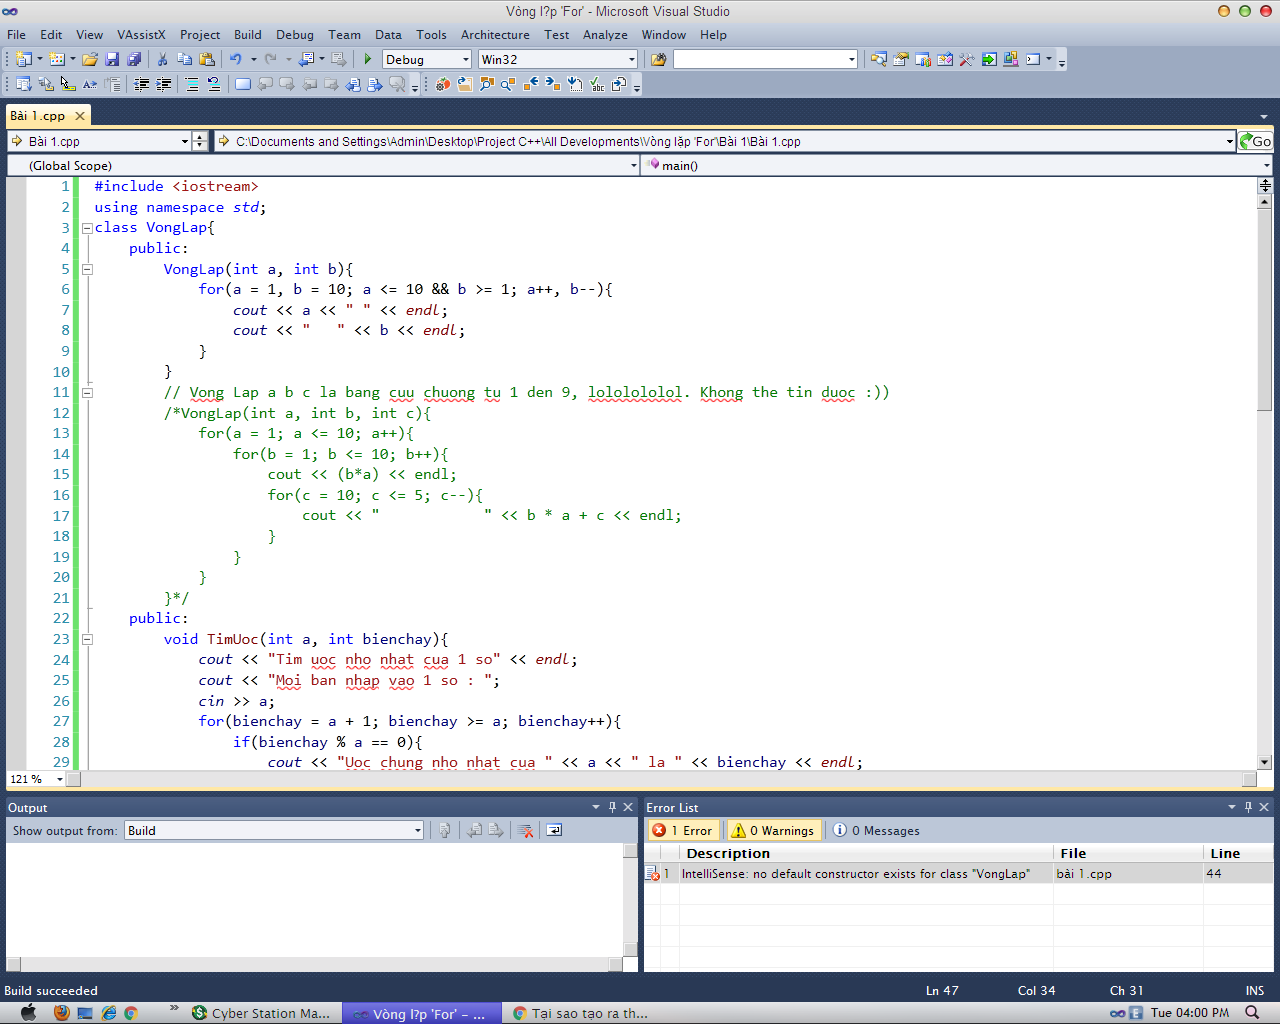 Vòng l?p 'For' - Microsoft Visual Studio
File Edit View VAssistX Project Build Debug Team Data Tools Architecture Test Analyze Window Help
Debug Win32
Bài 1.cpp
Bài 1.cpp C:\Documents and Settings\Admin\Desktop\Project C++\All Developments\Vòng lặp 'For'\Bài 1\Bài 1.cpp Go
(Global Scope) main()
1 #include <iostream>
2 using namespace std;
3 class VongLap{
4 public:
5 VongLap(int a, int b){
6 for(a = 1, b = 10; a <= 10 && b >= 1; a++, b--){
7 cout << a << " " << endl;
8 cout << "   " << b << endl;
9 }
10 }
11 // Vong Lap a b c la bang cuu chuong tu 1 den 9, lolololololol. Khong the tin duoc :))
12 /*VongLap(int a, int b, int c){
13 for(a = 1; a <= 10; a++){
14 for(b = 1; b <= 10; b++){
15 cout << (b*a) << endl;
16 for(c = 10; c <= 5; c--){
17 cout << "            " << b * a + c << endl;
18 }
19 }
20 }
21 }*/
22 public:
23 void TimUoc(int a, int bienchay){
24 cout << "Tim uoc nho nhat cua 1 so" << endl;
25 cout << "Moi ban nhap vao 1 so : ";
26 cin >> a;
27 for(bienchay = a + 1; bienchay >= a; bienchay++){
28 if(bienchay % a == 0){
29 cout << "Uoc chung nho nhat cua " << a << " la " << bienchay << endl;
121 %
Output
Show output from: Build
Error List
1 Error 0 Warnings 0 Messages
Description File Line
1 IntelliSense: no default constructor exists for class "VongLap" bài 1.cpp 44
Build succeeded Ln 47 Col 34 Ch 31 INS
Cyber Station Ma... Vòng l?p 'For' - ... Tại sao tạo ra th... Tue 04:00 PM